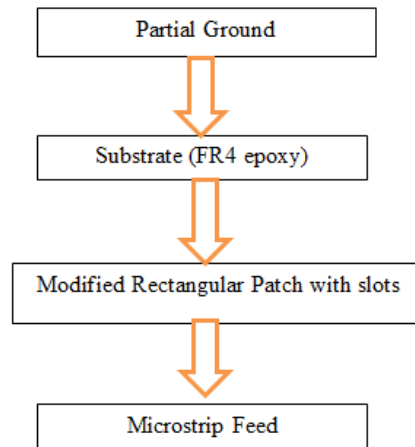 Partial Ground
Substrate (FR4 epoxy)
Modified Rectangular Patch with slots
Microstrip Feed